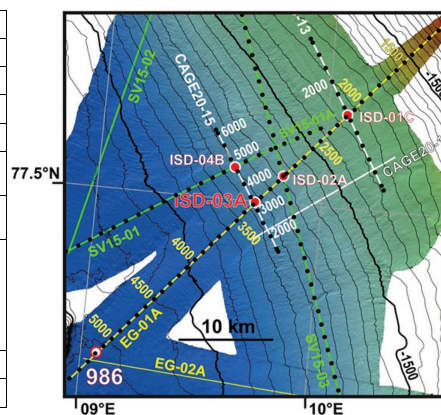 SV15-02
-13
CAGE20-15
6000
5000
4000
3000
2000
2000
2000
1500
-1500
ISD-01C
SV15-01A
2500
ISD-04B
CAGE20-
ISD-02A
77.5°N
ISD-03A
3500
SV15-01
4000
4500
5000
EG-01A
10 km
EG-02A
SV15-03
-1500
986
09°E
10°E